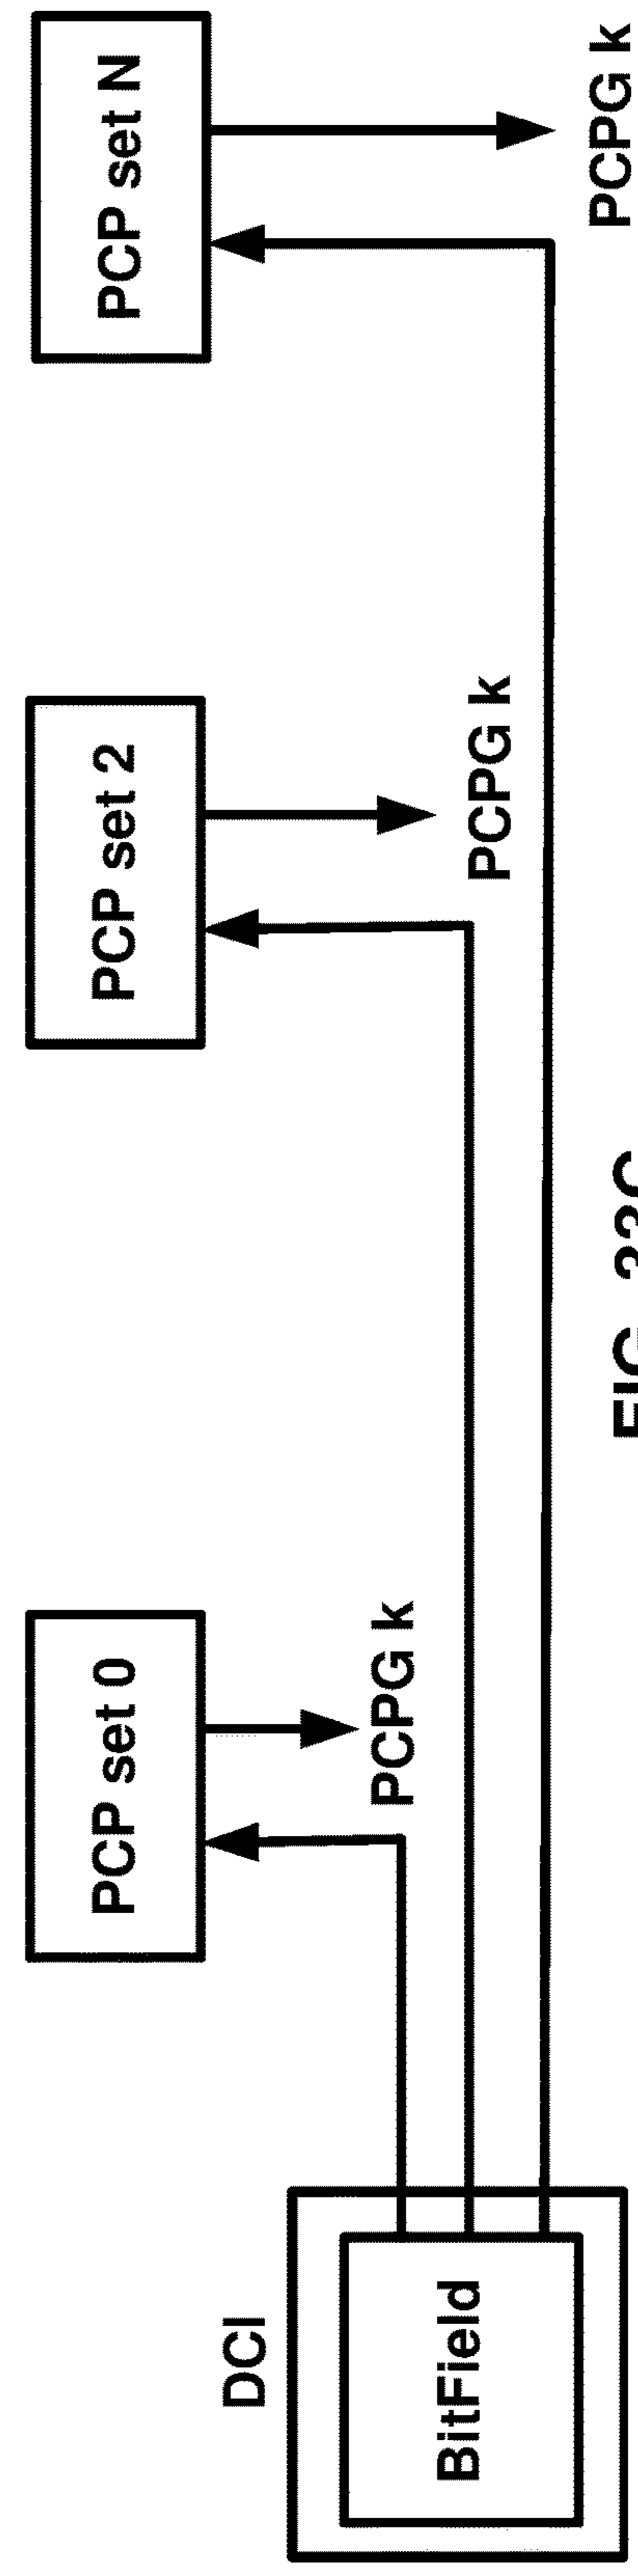 PCP set 0
PCP set 2
PCP set N
DCI
BitField
PCPG k
PCPG k
PCPG k